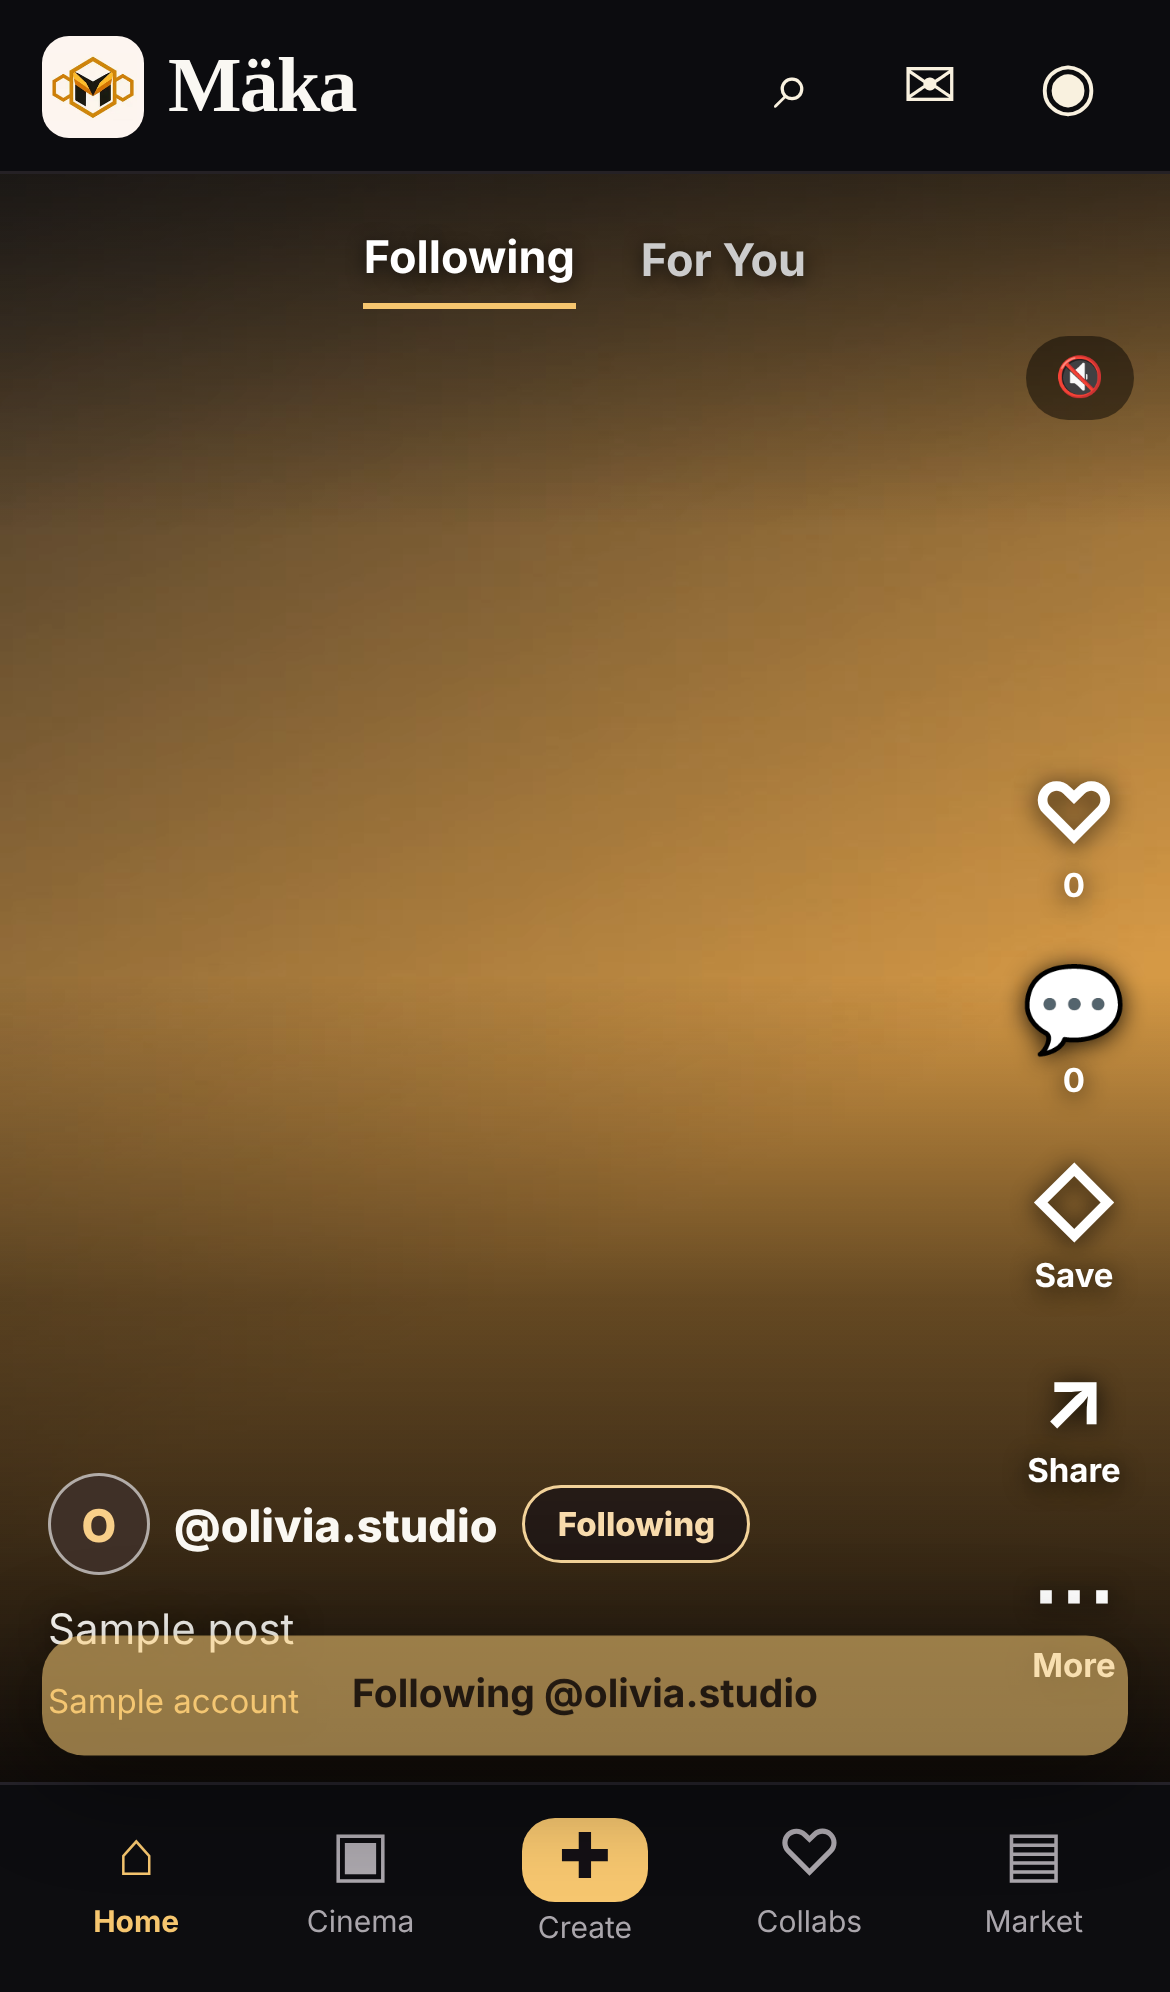 Mäka
Following For You
0
0
Save
Share
O @olivia.studio Following
Sample post
More
Sample account
Following @olivia.studio
Home Cinema Create Collabs Market